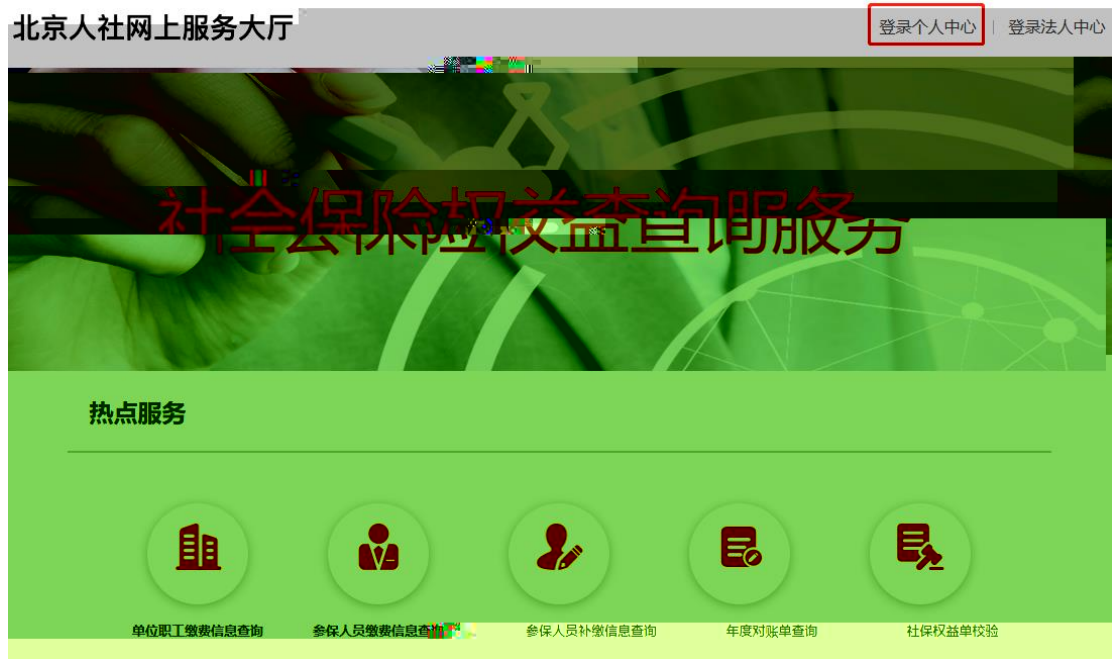 北京人社网上服务大厅
登录个人中心 | 登录法人中心
社会保险权益查询服务
热点服务
单位职工缴费信息查询 参保人员缴费信息查询 参保人员补缴信息查询 年度对账单查询 社保权益单校验